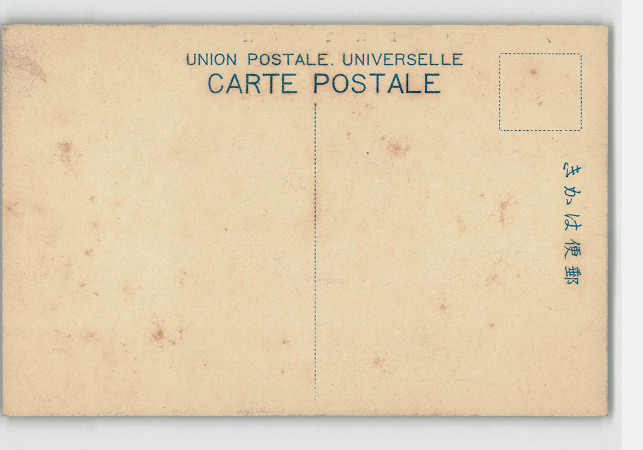 UNION POSTALE. UNIVERSELLE
CARTE POSTALE
きかは便郵